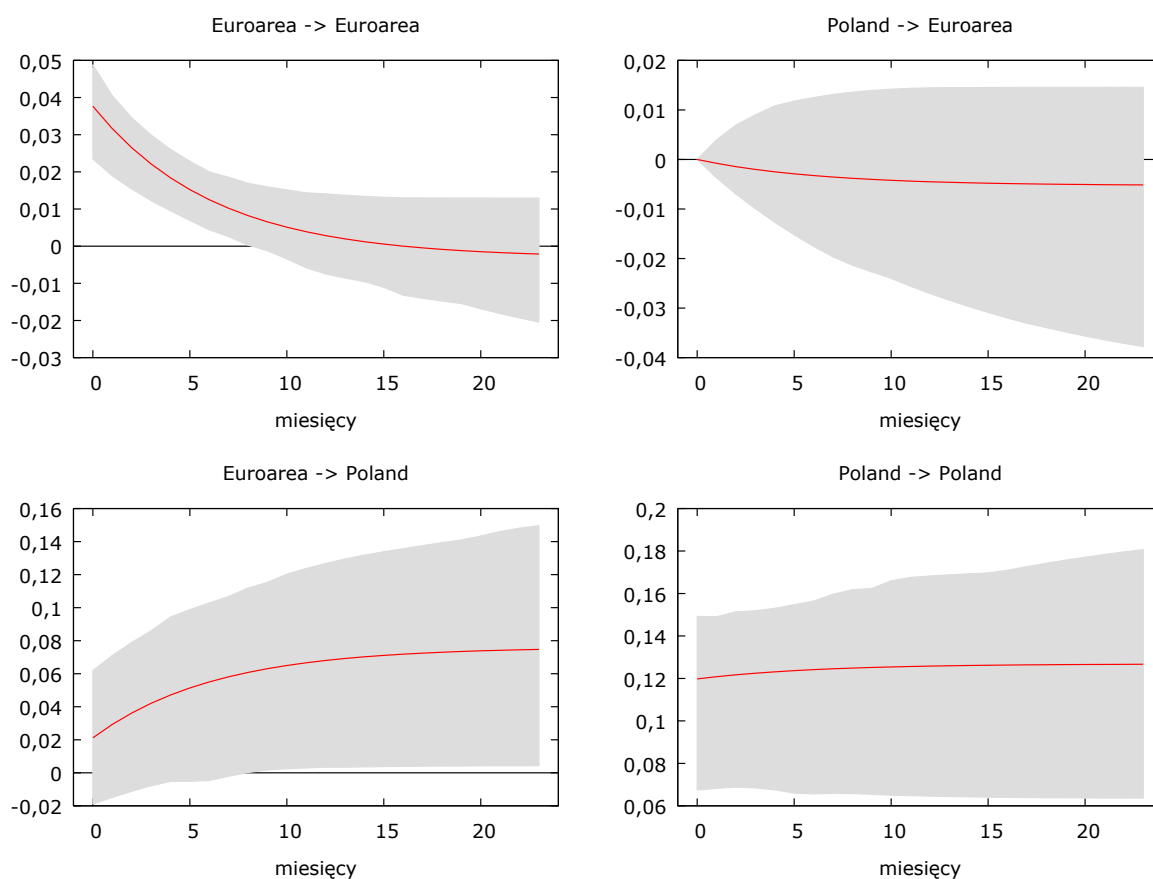 Euroarea -> Euroarea
0,05
0,04
0,03
0,02
0,01
0
-0,01
-0,02
-0,03
0 5 10 15 20
miesięcy
Poland -> Euroarea
0,02
0,01
0
-0,01
-0,02
-0,03
-0,04
0 5 10 15 20
miesięcy
Euroarea -> Poland
0,16
0,14
0,12
0,1
0,08
0,06
0,04
0,02
0
-0,02
0 5 10 15 20
miesięcy
Poland -> Poland
0,2
0,18
0,16
0,14
0,12
0,1
0,08
0,06
0 5 10 15 20
miesięcy